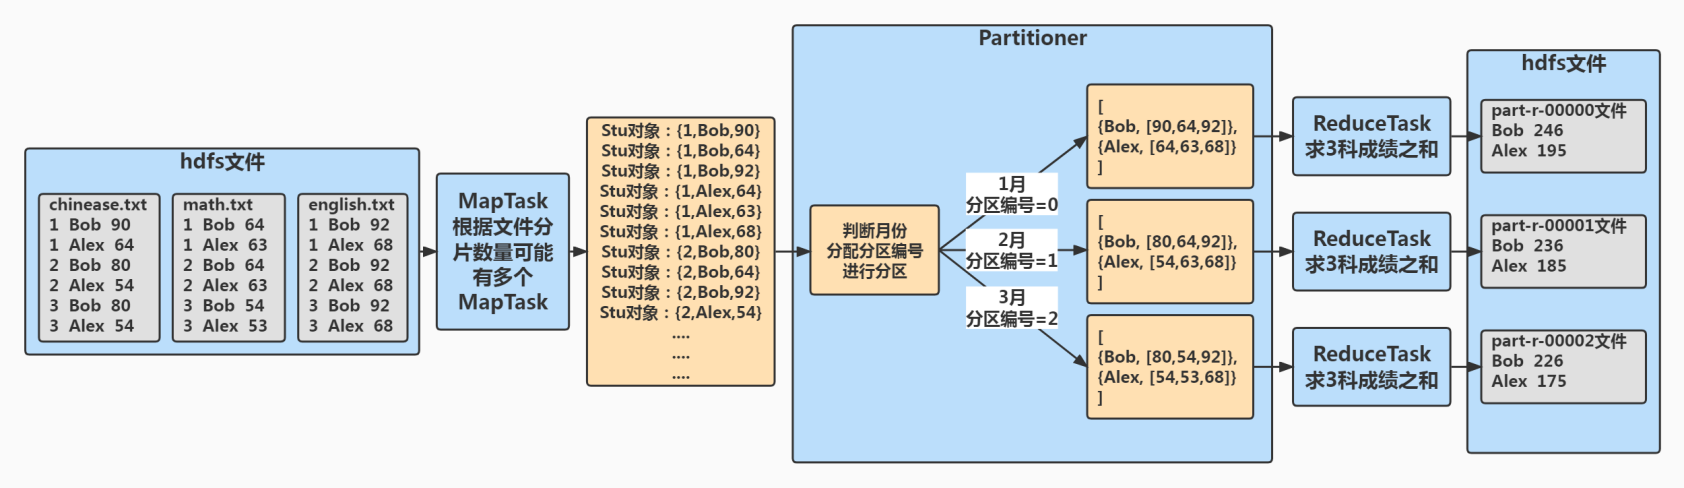 hdfs文件
chinease.txt
1 Bob 90
1 Alex 64
2 Bob 80
2 Alex 54
3 Bob 80
3 Alex 54
math.txt
1 Bob 64
1 Alex 63
2 Bob 64
2 Alex 63
3 Bob 54
3 Alex 53
english.txt
1 Bob 92
1 Alex 68
2 Bob 92
2 Alex 68
3 Bob 92
3 Alex 68
MapTask
根据文件分
片数量可能
有多个
MapTask
Stu对象：{1,Bob,90}
Stu对象：{1,Bob,64}
Stu对象：{1,Bob,92}
Stu对象：{1,Alex,64}
Stu对象：{1,Alex,63}
Stu对象：{1,Alex,68}
Stu对象：{2,Bob,80}
Stu对象：{2,Bob,64}
Stu对象：{2,Bob,92}
Stu对象：{2,Alex,54}
....
....
....
Partitioner
判断月份
分配分区编号
进行分区
1月
分区编号=0
2月
分区编号=1
3月
分区编号=2
[
{Bob, [90,64,92]},
{Alex, [64,63,68]}
]
[
{Bob, [80,64,92]},
{Alex, [54,63,68]}
]
[
{Bob, [80,54,92]},
{Alex, [54,53,68]}
]
ReduceTask
求3科成绩之和
ReduceTask
求3科成绩之和
ReduceTask
求3科成绩之和
hdfs文件
part-r-00000文件
Bob 246
Alex 195
part-r-00001文件
Bob 236
Alex 185
part-r-00002文件
Bob 226
Alex 175